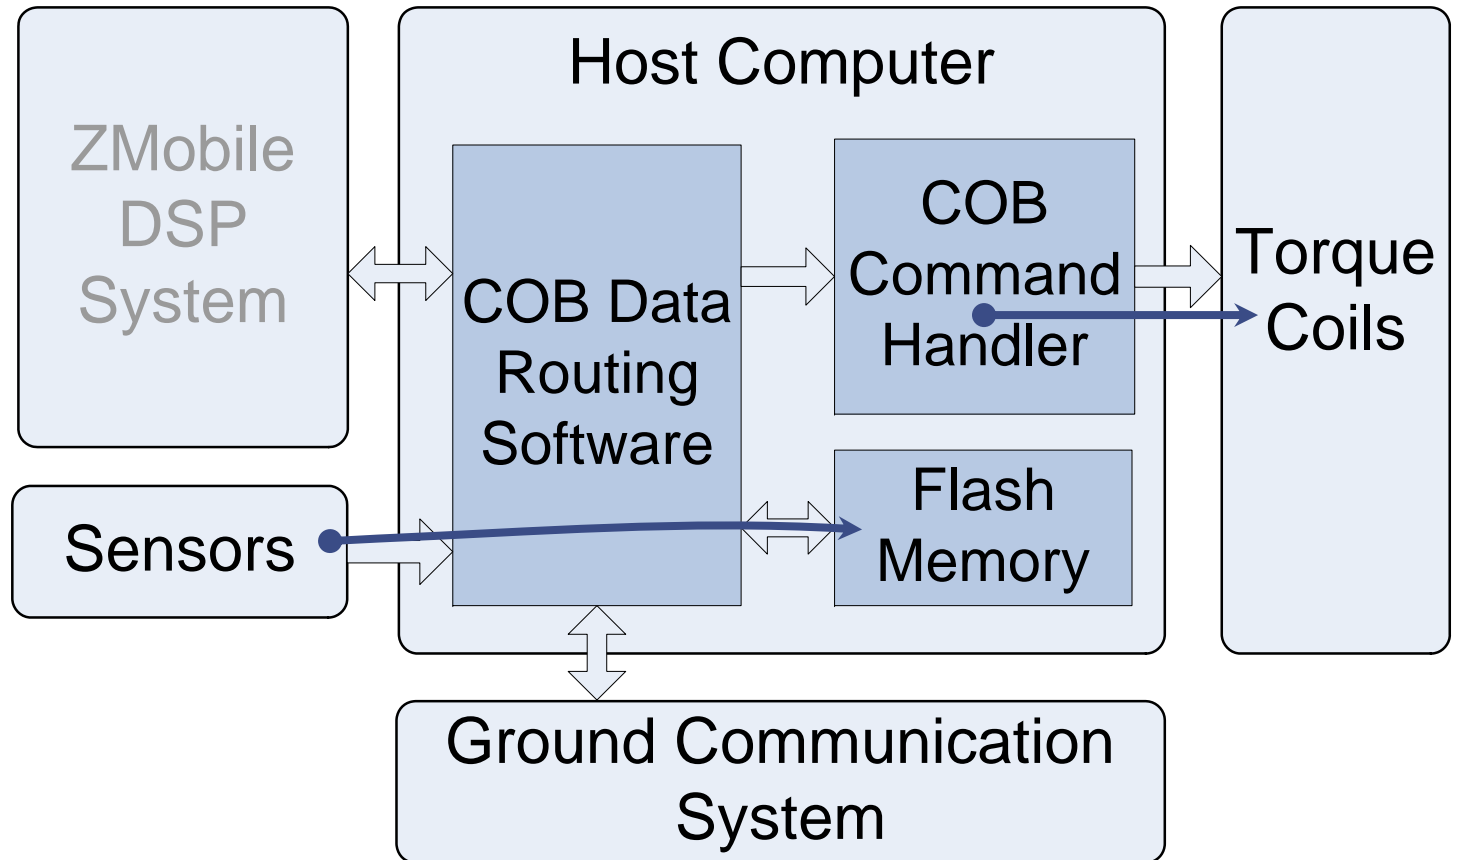 Host Computer
ZMobile
DSP
System
COB Data
Routing
Software
COB
Command
Handler
Torque
Coils
Sensors
Flash
Memory
Ground Communication
System